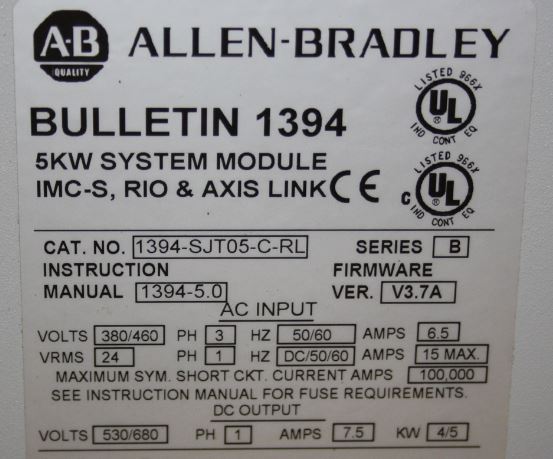 A-B
QUALITY
ALLEN-BRADLEY
LISTED 966X
UL
®
IND CONT EQ
BULLETIN 1394
5KW SYSTEM MODULE
IMC-S, RIO & AXIS LINK CE
LISTED 966X
C UL
®
IND CONT EQ
CAT. NO. 1394-SJT05-C-RL SERIES B
INSTRUCTION FIRMWARE
MANUAL 1394-5.0 VER. V3.7A
AC INPUT
VOLTS 380/460 PH 3 HZ 50/60 AMPS 6.5
VRMS 24 PH 1 HZ DC/50/60 AMPS 15 MAX.
MAXIMUM SYM. SHORT CKT. CURRENT AMPS 100,000
SEE INSTRUCTION MANUAL FOR FUSE REQUIREMENTS.
DC OUTPUT
VOLTS 530/680 PH 1 AMPS 7.5 KW 4/5